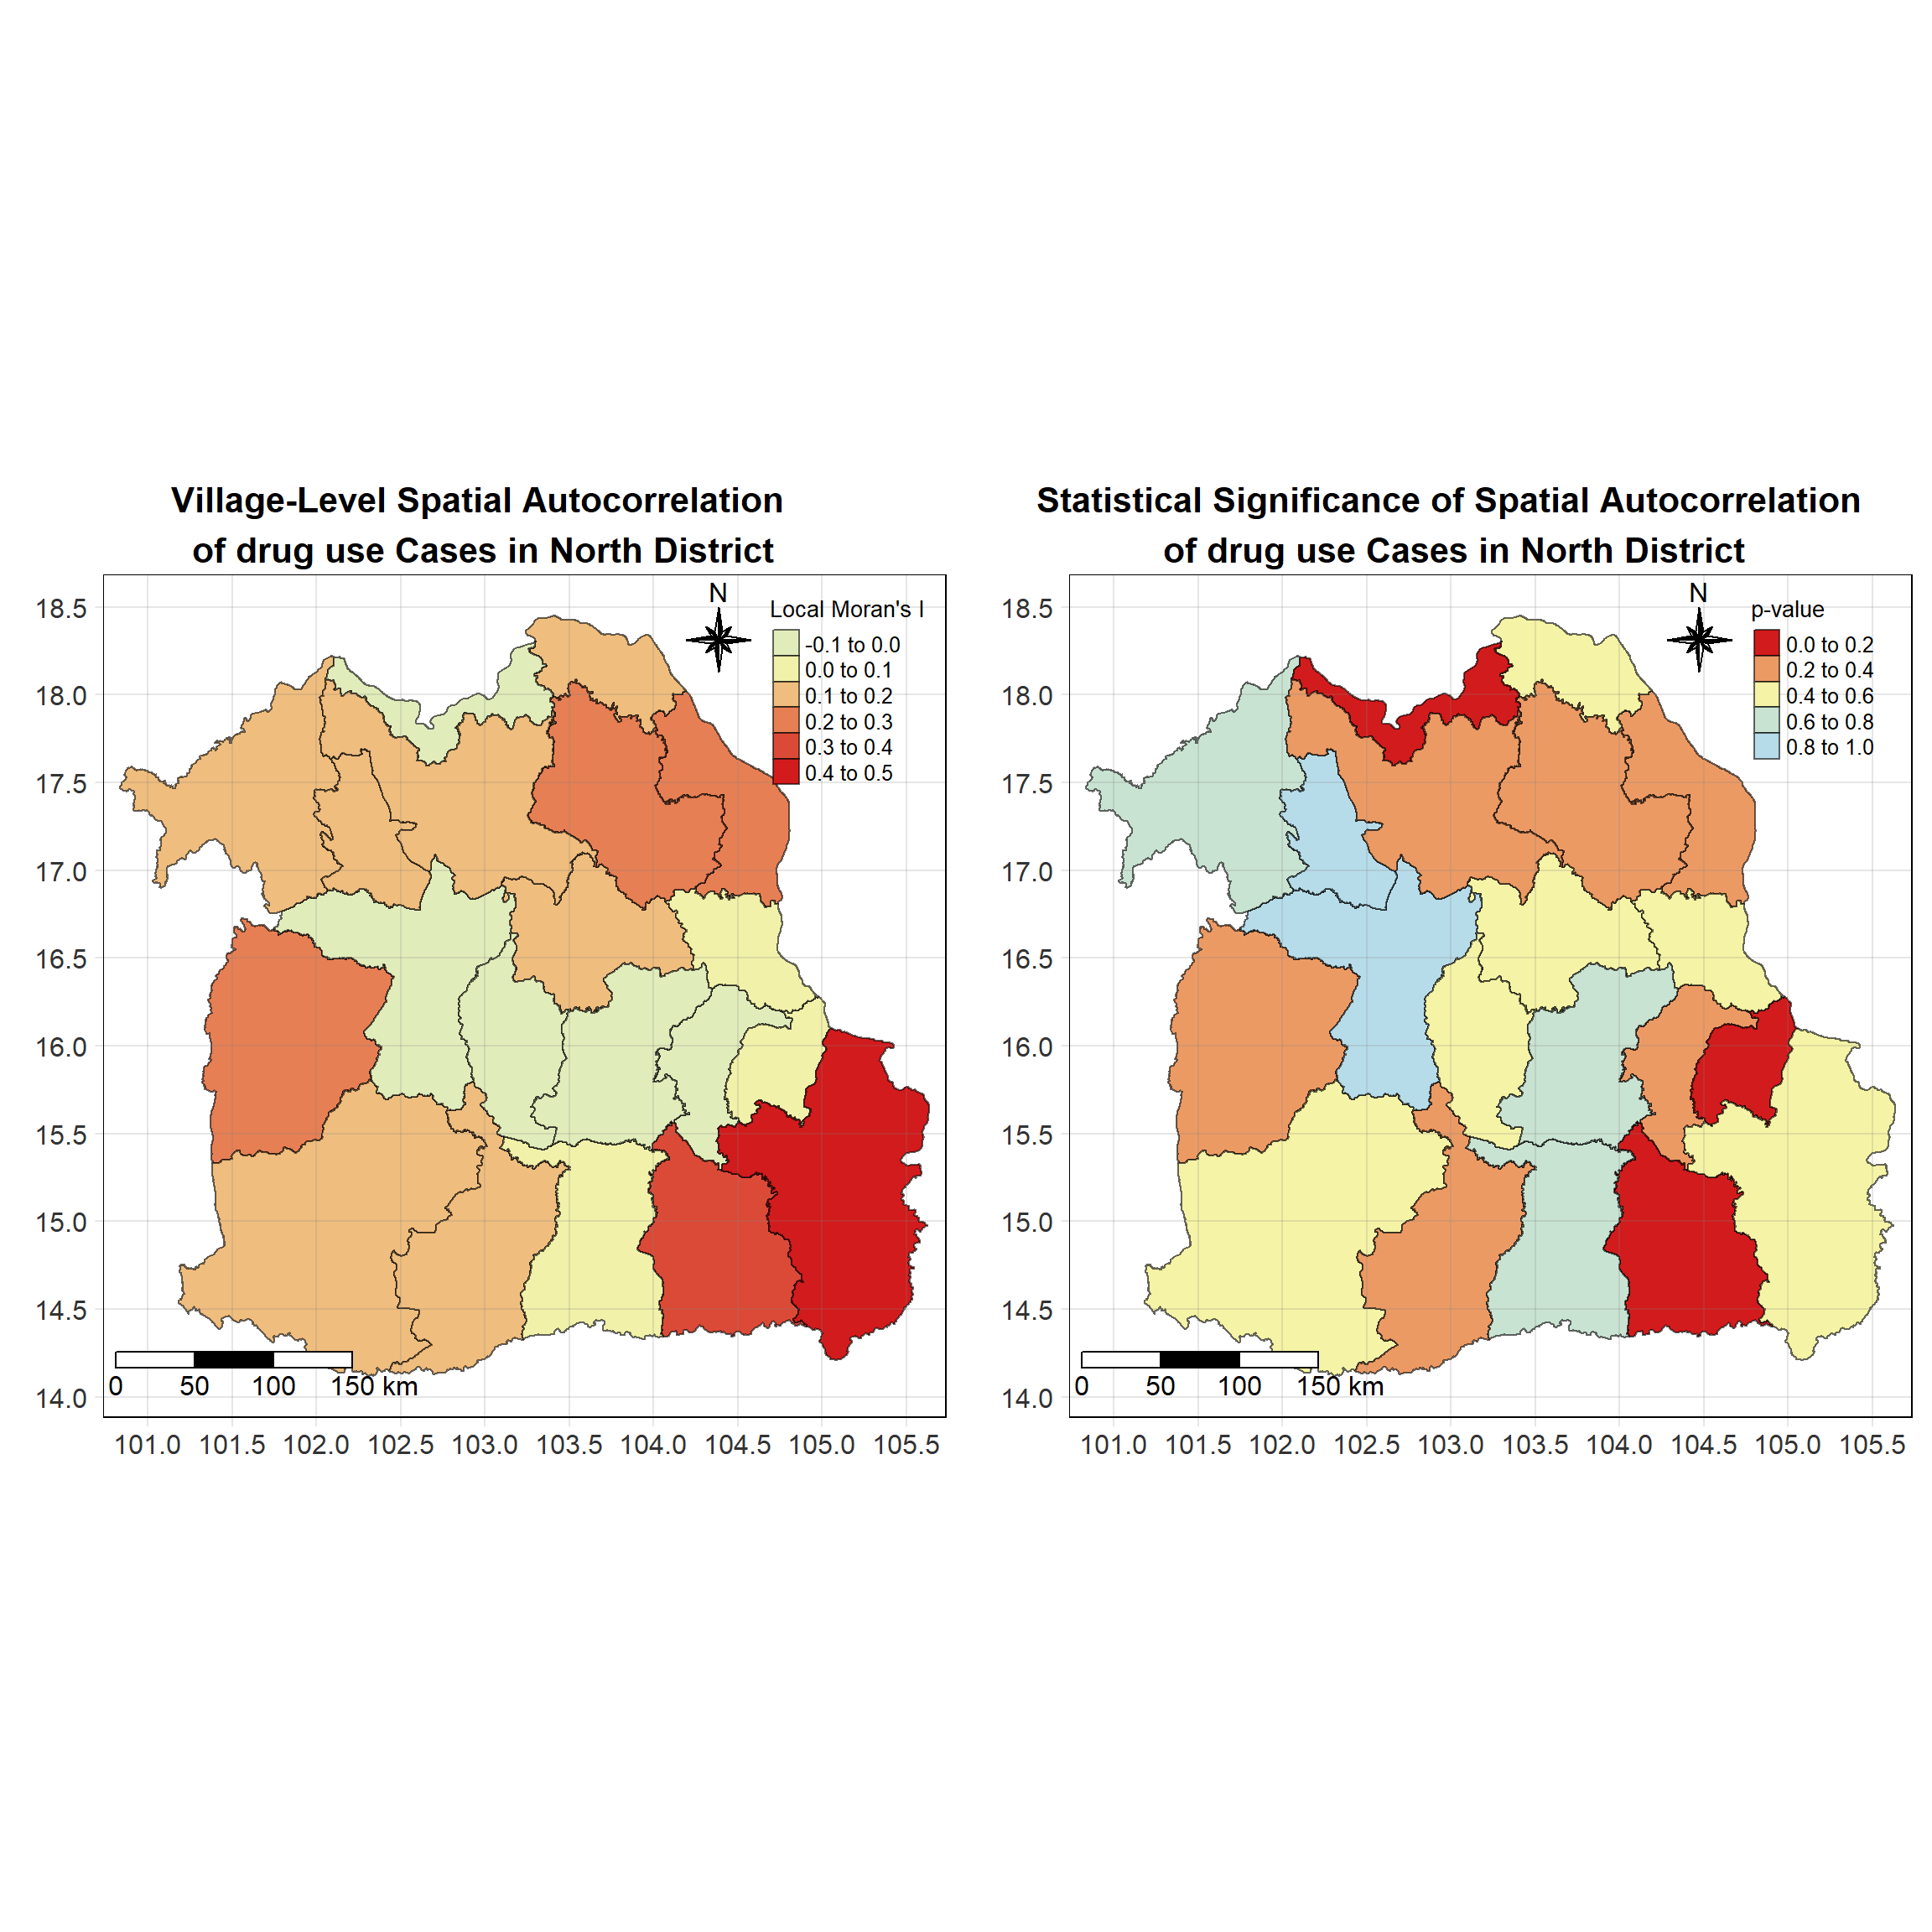 Village-Level Spatial Autocorrelation
of drug use Cases in North District
N
Local Moran's I
-0.1 to 0.0
0.0 to 0.1
0.1 to 0.2
0.2 to 0.3
0.3 to 0.4
0.4 to 0.5
18.5
18.0
17.5
17.0
16.5
16.0
15.5
15.0
14.5
14.0
0 50 100 150 km
101.0 101.5 102.0 102.5 103.0 103.5 104.0 104.5 105.0 105.5
Statistical Significance of Spatial Autocorrelation
of drug use Cases in North District
N
p-value
0.0 to 0.2
0.2 to 0.4
0.4 to 0.6
0.6 to 0.8
0.8 to 1.0
18.5
18.0
17.5
17.0
16.5
16.0
15.5
15.0
14.5
14.0
0 50 100 150 km
101.0 101.5 102.0 102.5 103.0 103.5 104.0 104.5 105.0 105.5